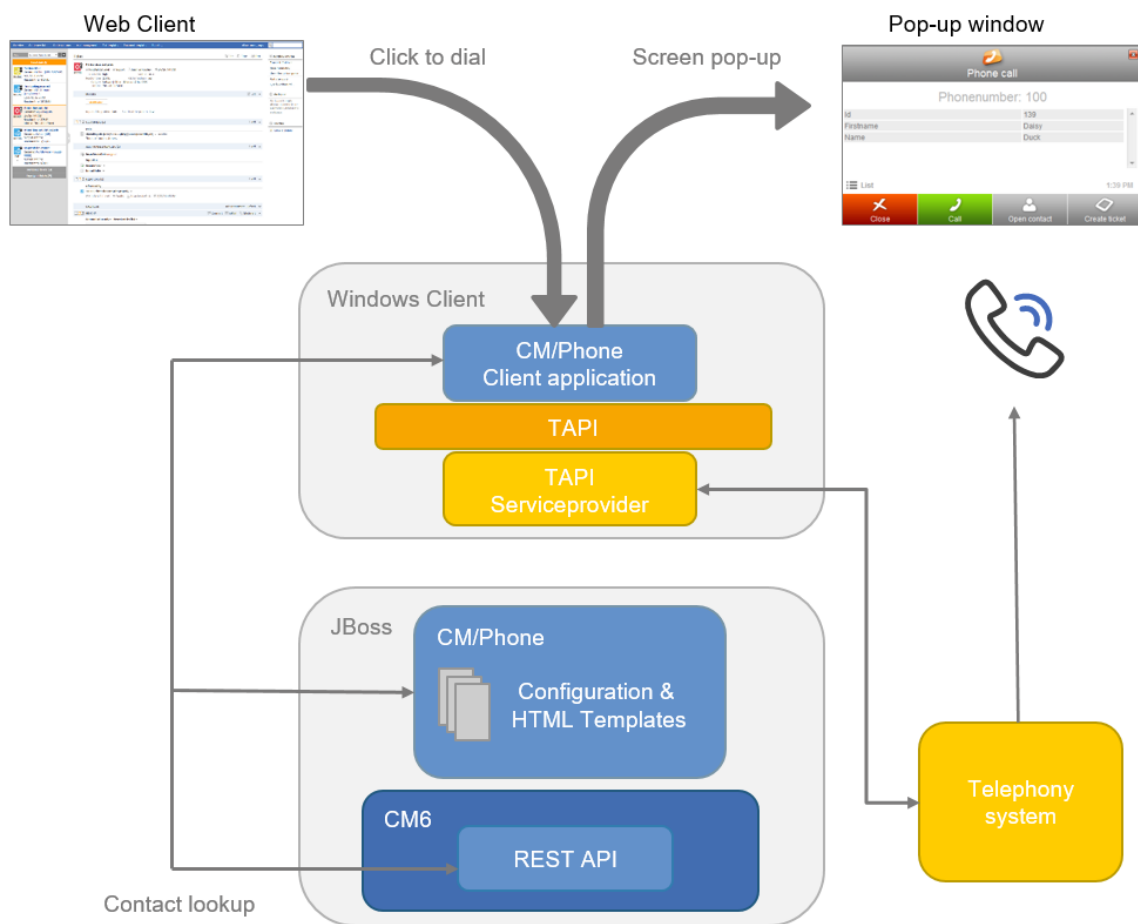 Web Client
Pop-up window
Click to dial
Screen pop-up
Phone call
Phonenumber: 100
Id 139
Firstname Daisy
Name Duck
List 1:39 PM
Close Call Open contact Create ticket
Windows Client
CM/Phone
Client application
TAPI
TAPI
Serviceprovider
JBoss
CM/Phone
Configuration &
HTML Templates
Telephony
system
CM6
REST API
Contact lookup